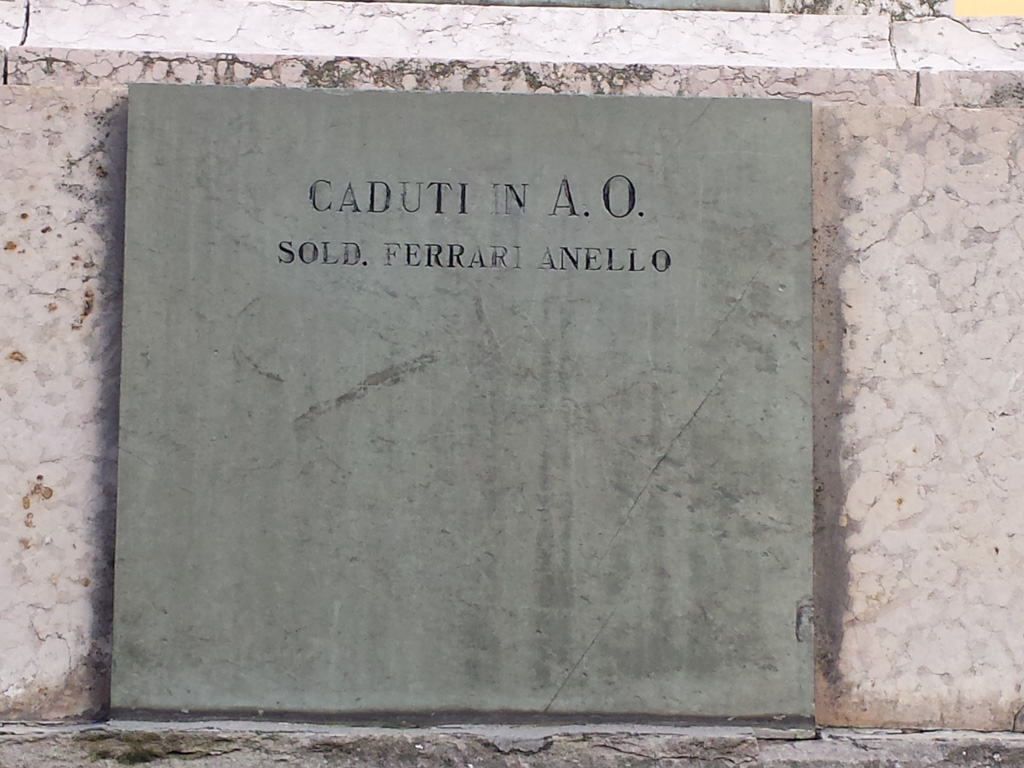 CADUTI IN A. O.
SOLD. FERRARI ANELLO